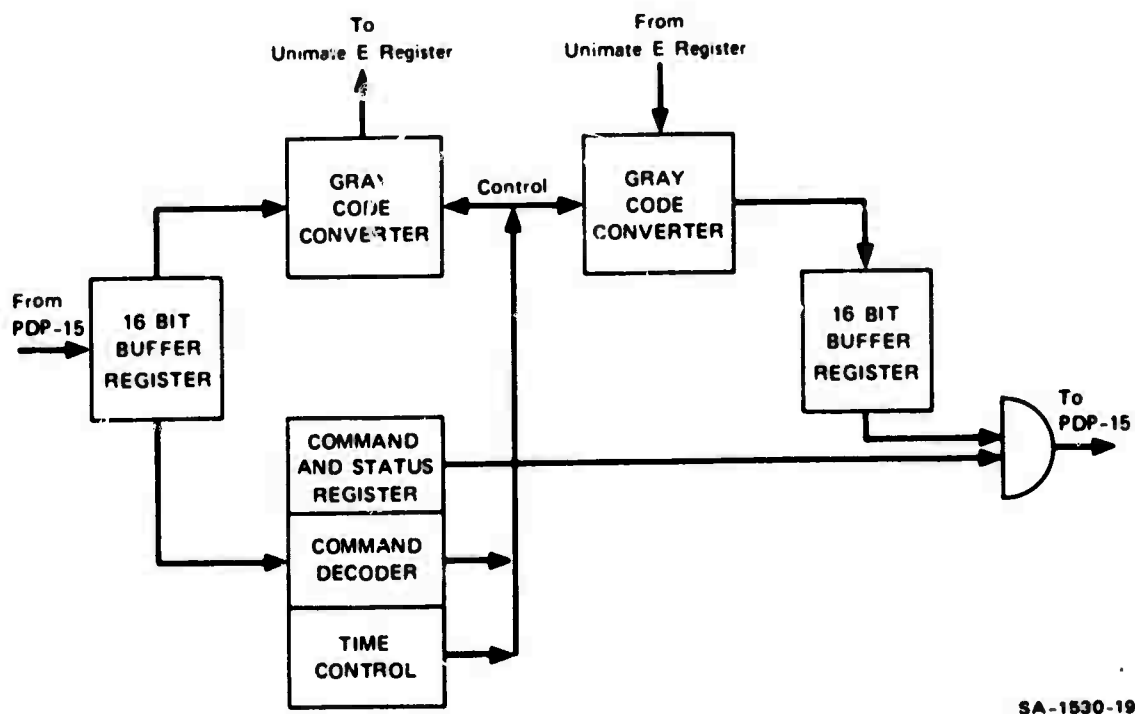 To
Unimate E Register
From
Unimate E Register
GRAY
CODE
CONVERTER
Control
GRAY
CODE
CONVERTER
From
PDP-15
16 BIT
BUFFER
REGISTER
16 BIT
BUFFER
REGISTER
To
PDP-15
COMMAND
AND STATUS
REGISTER
COMMAND
DECODER
TIME
CONTROL
SA-1530-19